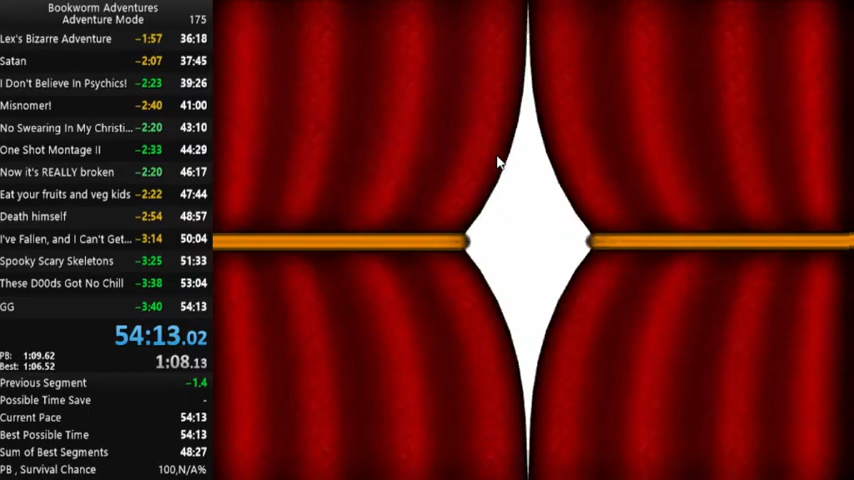 Bookworm Adventures
Adventure Mode 175
Lex's Bizarre Adventure -1:57 36:18
Satan -2:07 37:45
I Don't Believe In Psychics! -2:23 39:26
Misnomer! -2:40 41:00
No Swearing In My Christi... -2:20 43:10
One Shot Montage II -2:33 44:29
Now it's REALLY broken -2:20 46:17
Eat your fruits and veg kids -2:22 47:44
Death himself -2:54 48:57
I've Fallen, and I Can't Get... -3:14 50:04
Spooky Scary Skeletons -3:25 51:33
These D00ds Got No Chill -3:38 53:04
GG -3:40 54:13
54:13.02
PB: 1:09.62
Best: 1:06.52 1:08.13
Previous Segment -1.4
Possible Time Save -
Current Pace 54:13
Best Possible Time 54:13
Sum of Best Segments 48:27
PB , Survival Chance 100,N/A%